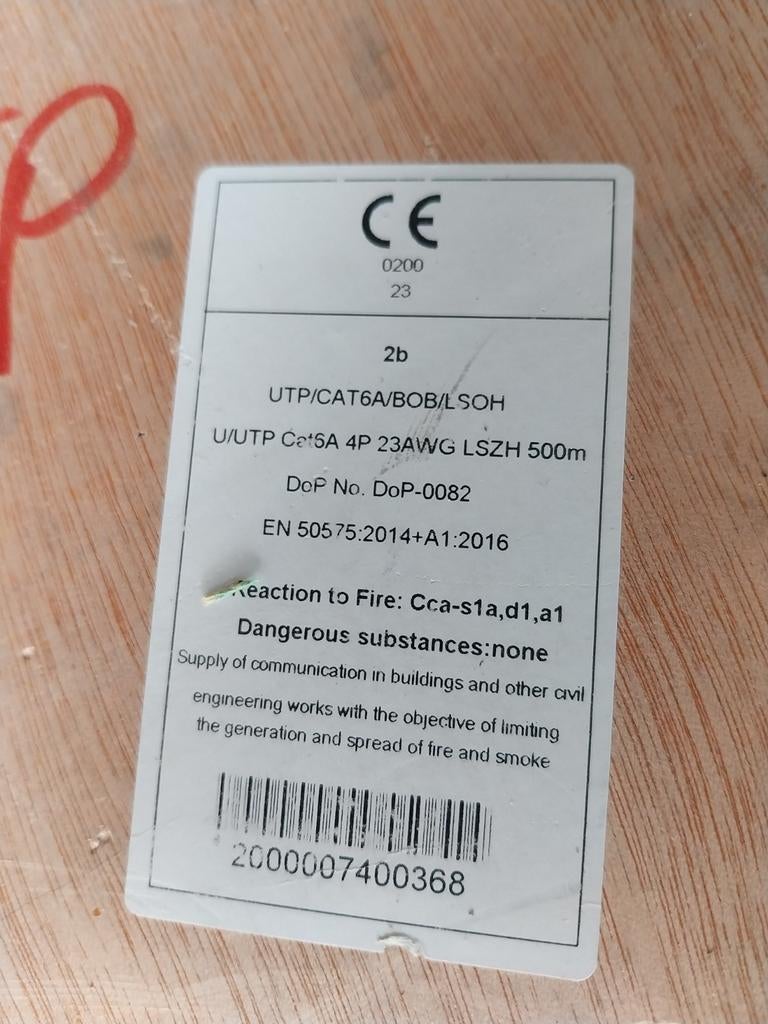 P
CE
0200
23
2b
UTP/CAT6A/BOB/LSOH
U/UTP Cat6A 4P 23AWG LSZH 500m
DoP No. DoP-0082
EN 50575:2014+A1:2016
Reaction to Fire: Cca-s1a,d1,a1
Dangerous substances:none
Supply of communication in buildings and other civil
engineering works with the objective of limiting
the generation and spread of fire and smoke
2000007400368